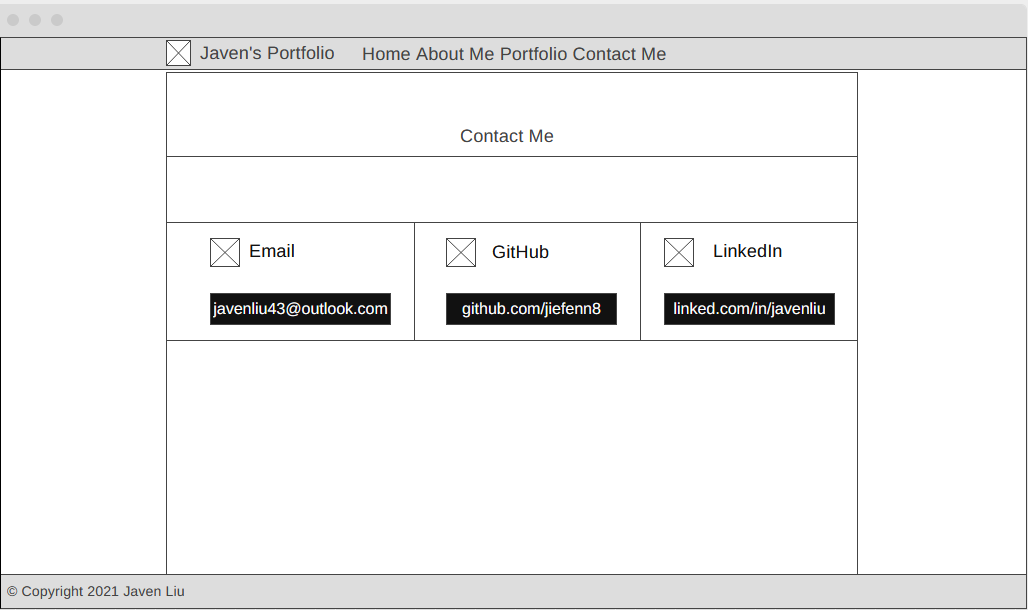 Javen's Portfolio Home About Me Portfolio Contact Me
Contact Me
Email GitHub LinkedIn
javenliu43@outlook.com github.com/jiefenn8 linked.com/in/javenliu
© Copyright 2021 Javen Liu